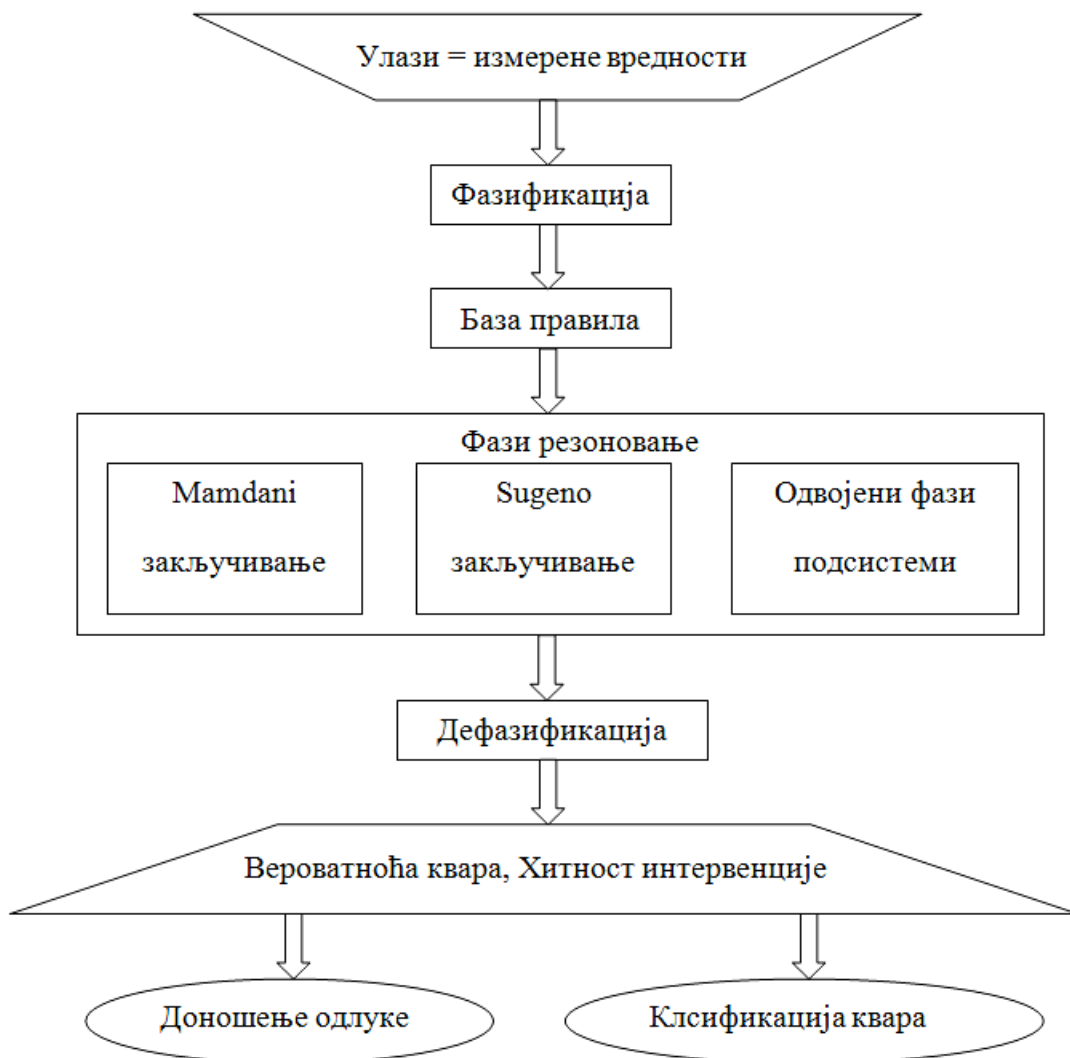 Улази = измерене вредности
Фазификација
База правила
Фази резоновање
Mamdani
закључивање
Sugeno
закључивање
Одвојени фази
подсистеми
Дефазификација
Вероватноћа квара, Хитност интервенције
Доношење одлуке
Клсификација квара